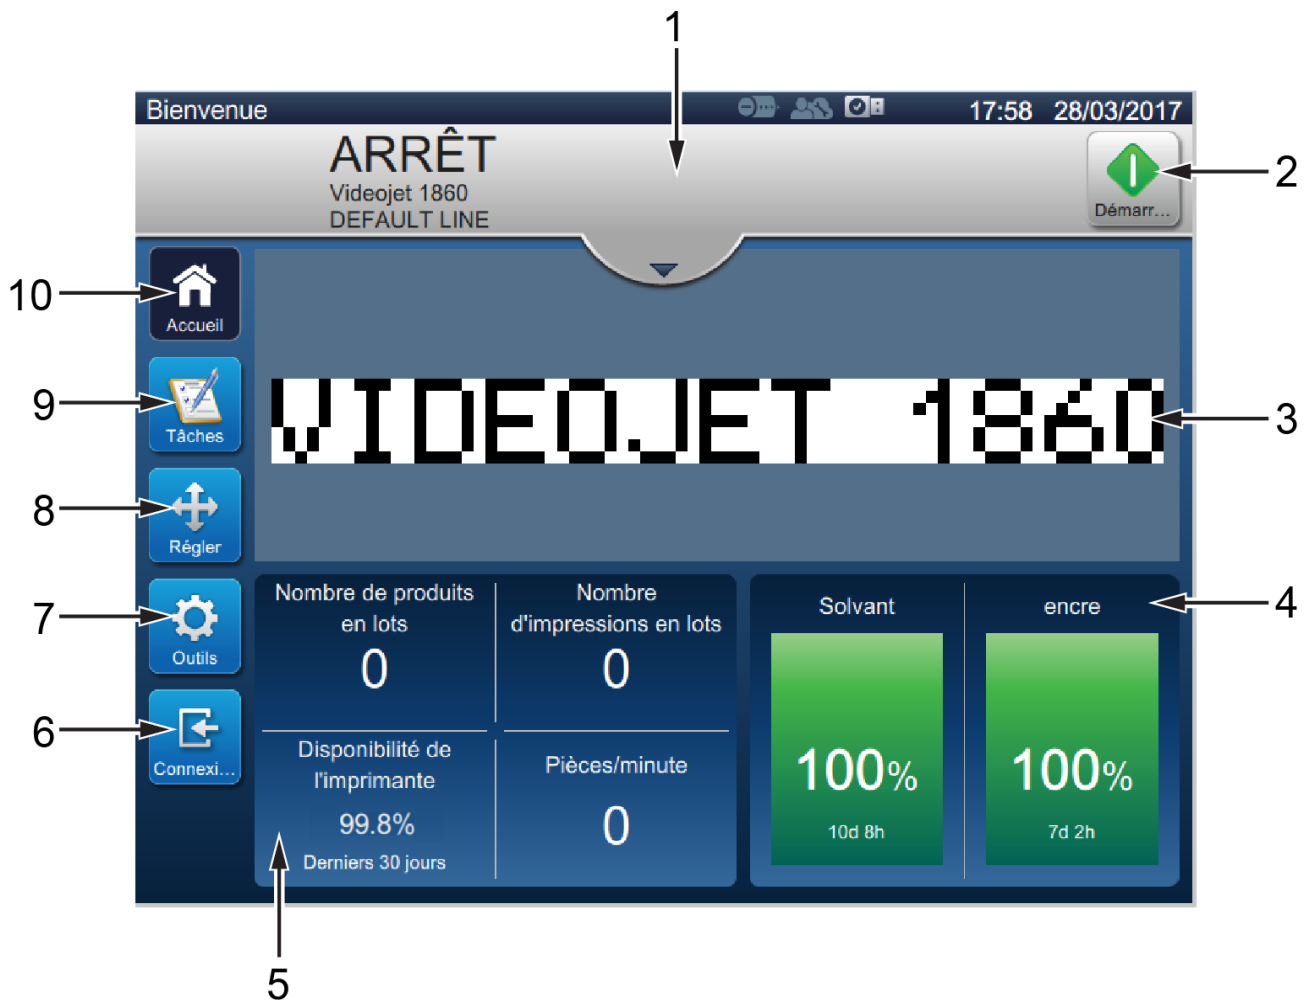 1
Bienvenue
17:58 28/03/2017
ARRÊT
Videojet 1860
DEFAULT LINE
Démarr...
2
10
Accueil
9
Tâches
VIDEOJET 1860
3
8
Régler
7
Outils
6
Connexi...
Nombre de produits
en lots
0
Nombre
d'impressions en lots
0
Disponibilité de
l'imprimante
99.8%
Derniers 30 jours
Pièces/minute
0
Solvant
100%
10d 8h
encre
100%
7d 2h
4
5